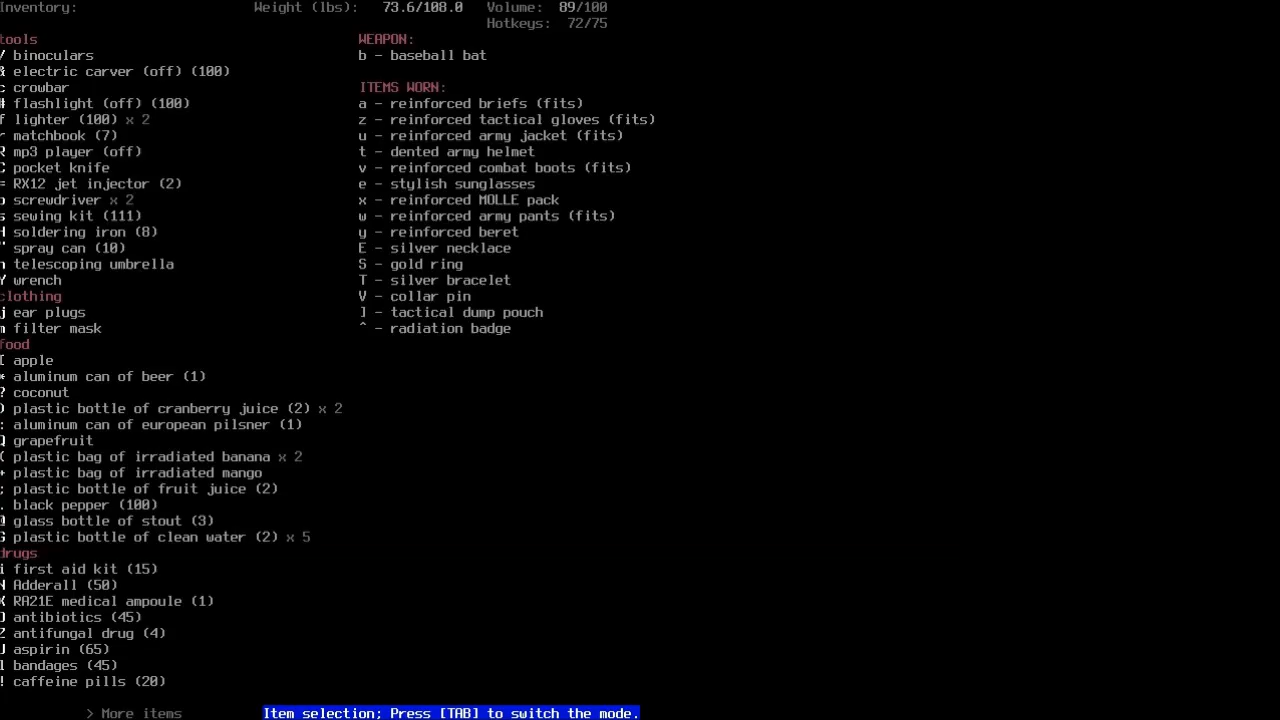 Inventory: Weight (lbs): 73.6/108.0 Volume: 89/100
Hotkeys: 72/75
tools
/ binoculars
& electric carver (off) (100)
c crowbar
# flashlight (off) (100)
f lighter (100) x 2
r matchbook (7)
R mp3 player (off)
C pocket knife
= RX12 jet injector (2)
screwdriver x 2
s sewing kit (111)
H soldering iron (8)
" spray can (10)
telescoping umbrella
Y wrench
clothing
j ear plugs
m filter mask
food
[ apple
* aluminum can of beer (1)
? coconut
) plastic bottle of cranberry juice (2) x 2
: aluminum can of european pilsner (1)
grapefruit
( plastic bag of irradiated banana x 2
+ plastic bag of irradiated mango
; plastic bottle of fruit juice (2)
. black pepper (100)
@ glass bottle of stout (3)
G plastic bottle of clean water (2) x 5
drugs
i first aid kit (15)
N Adderall (50)
X RA21E medical ampoule (1)
antibiotics (45)
Z antifungal drug (4)
aspirin (65)
l bandages (45)
! caffeine pills (20)
> More items
WEAPON:
b - baseball bat
ITEMS WORN:
a - reinforced briefs (fits)
z - reinforced tactical gloves (fits)
u - reinforced army jacket (fits)
t - dented army helmet
v - reinforced combat boots (fits)
e - stylish sunglasses
x - reinforced MOLLE pack
w - reinforced army pants (fits)
y - reinforced beret
E - silver necklace
S - gold ring
T - silver bracelet
V - collar pin
] - tactical dump pouch
^ - radiation badge
Item selection; Press [TAB] to switch the mode.